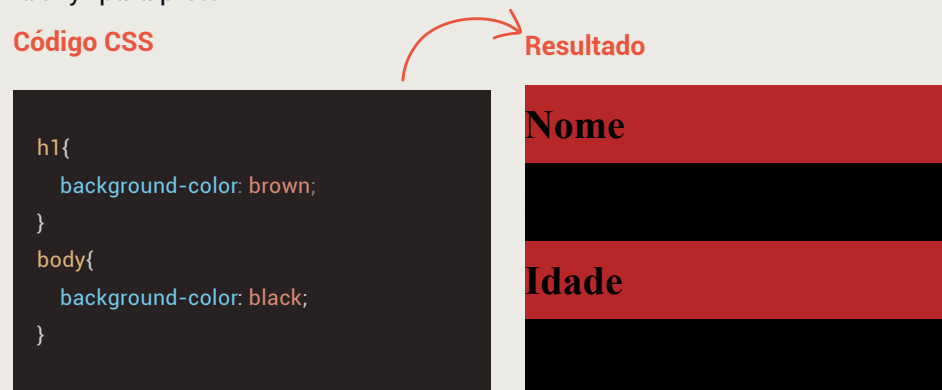 Código CSS
Resultado
h1{
background-color: brown;
}
body{
background-color: black;
}
Nome
Idade